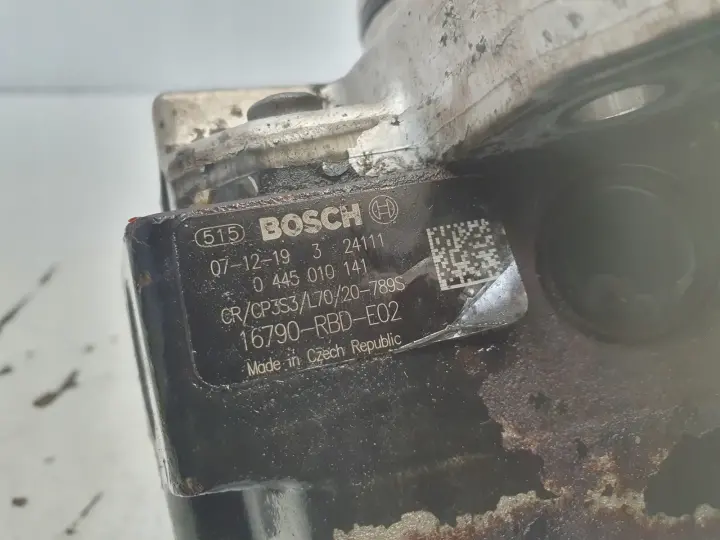 515 BOSCH
07-12-19 3 24111
0 445 010 141
CR/CP3S3/L70/20-789S
16790-RBD-E02
Made in Czech Republic